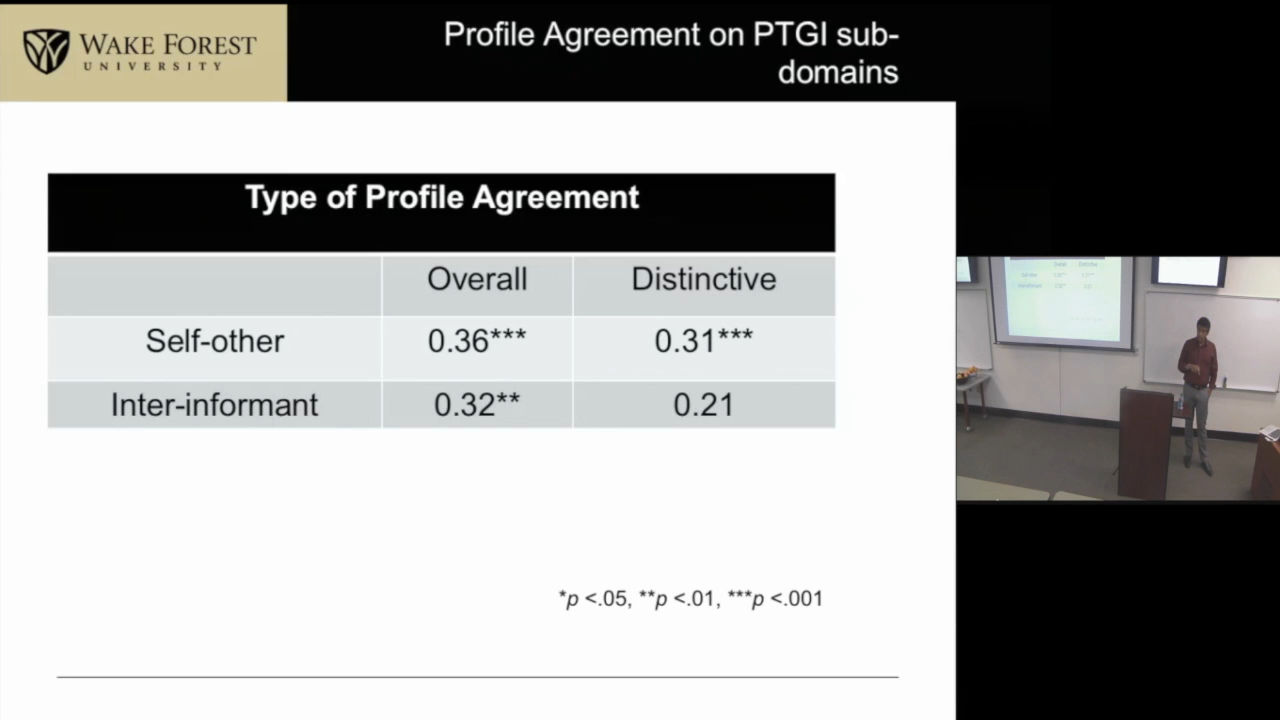 WAKE FOREST
UNIVERSITY
Profile Agreement on PTGI sub-
domains
Type of Profile Agreement
Overall Distinctive
Self-other 0.36*** 0.31***
Inter-informant 0.32** 0.21
*p <.05, **p <.01, ***p <.001